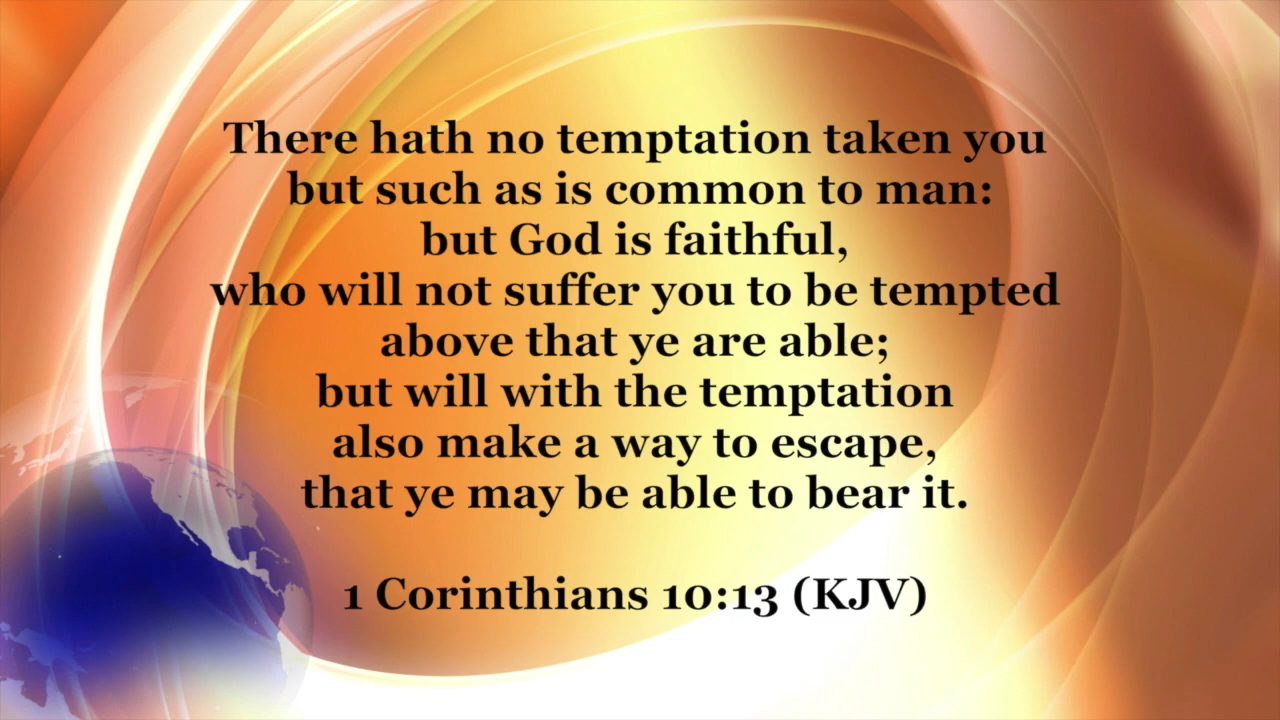 There hath no temptation taken you
but such as is common to man:
but God is faithful,
who will not suffer you to be tempted
above that ye are able;
but will with the temptation
also make a way to escape,
that ye may be able to bear it.
1 Corinthians 10:13 (KJV)